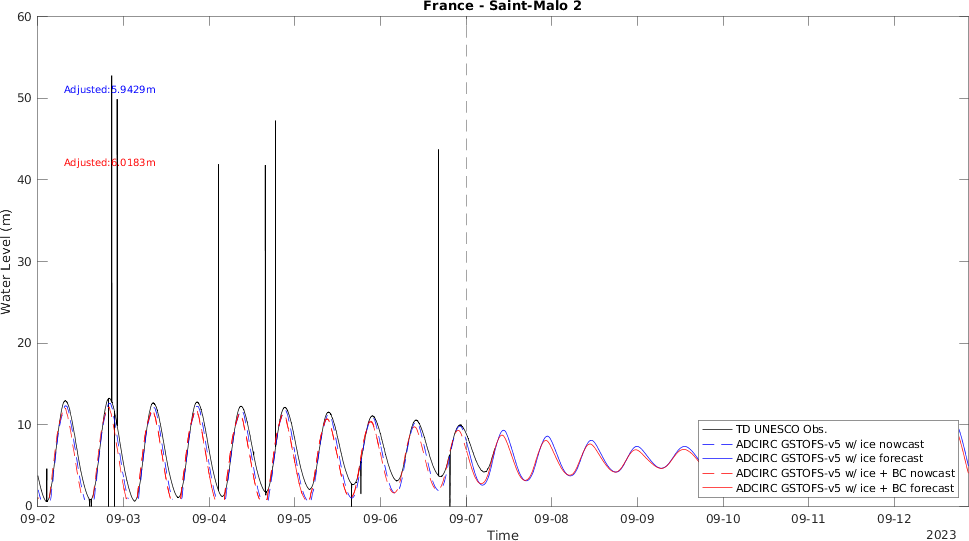 France - Saint-Malo 2
60
50
40
30
20
10
0
Water Level (m)
Adjusted:5.9429m
Adjusted:6.0183m
TD UNESCO Obs.
ADCIRC GSTOFS-v5 w/ ice nowcast
ADCIRC GSTOFS-v5 w/ ice forecast
ADCIRC GSTOFS-v5 w/ ice + BC nowcast
ADCIRC GSTOFS-v5 w/ ice + BC forecast
09-02 09-03 09-04 09-05 09-06 09-07 09-08 09-09 09-10 09-11 09-12
Time
2023